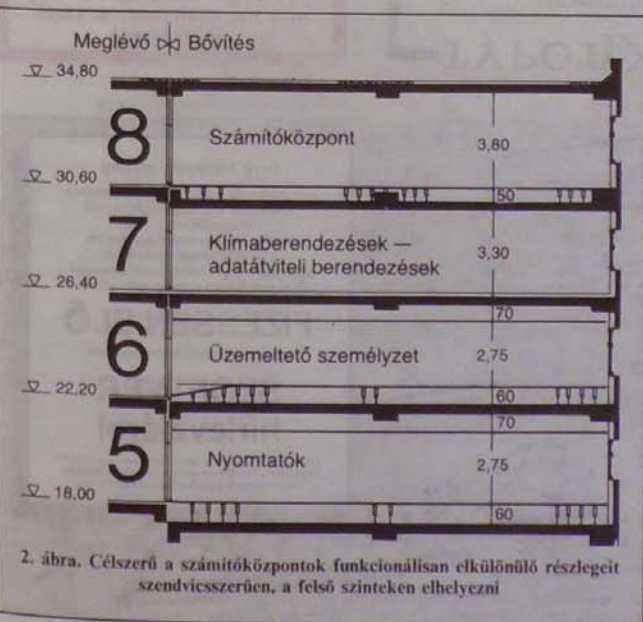 Meglévő Bővítés
34,80
8
Számítóközpont
3,80
30,60
50
7
Klímaberendezések —
adatátviteli berendezések
3,30
26,40
70
6
Üzemeltető személyzet
2,75
22,20
60
70
5
Nyomtatók
2,75
18,00
60
2. ábra. Célszerű a számítóközpontok funkcionálisan elkülönülő részlegeit
szendvicsszerűen, a felső szinteken elhelyezni